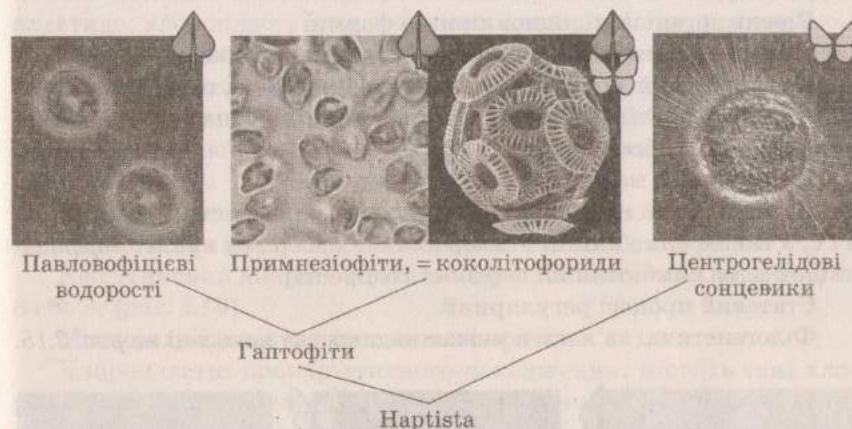 Павловофіцієві
водорості
Примнезіофіти, = коколітофориди
Центрогелідові
сонцевики
Гаптофіти
Haptista